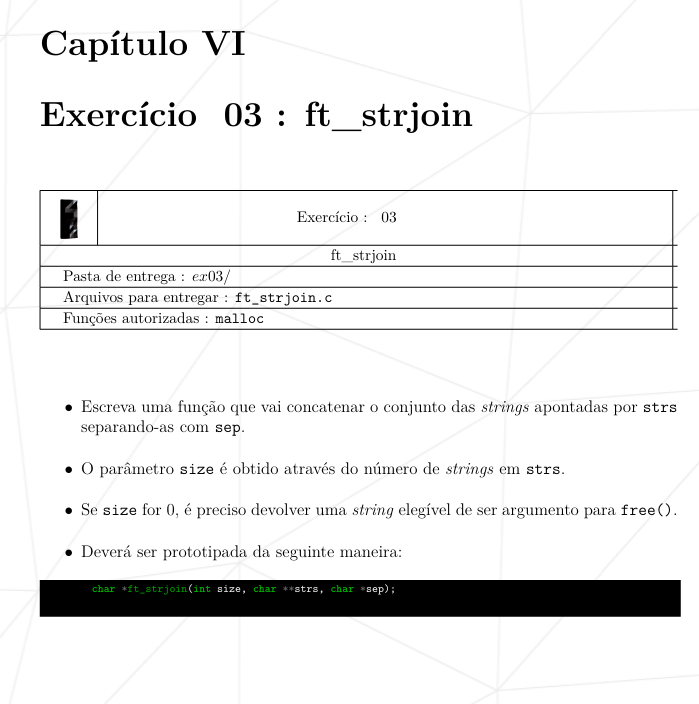 Capítulo VI
Exercício 03 : ft_strjoin
Exercício : 03
ft_strjoin
Pasta de entrega : ex03/
Arquivos para entregar : ft_strjoin.c
Funções autorizadas : malloc
• Escreva uma função que vai concatenar o conjunto das strings apontadas por strs
separando-as com sep.
• O parâmetro size é obtido através do número de strings em strs.
• Se size for 0, é preciso devolver uma string elegível de ser argumento para free().
• Deverá ser prototipada da seguinte maneira:
char *ft_strjoin(int size, char **strs, char *sep);